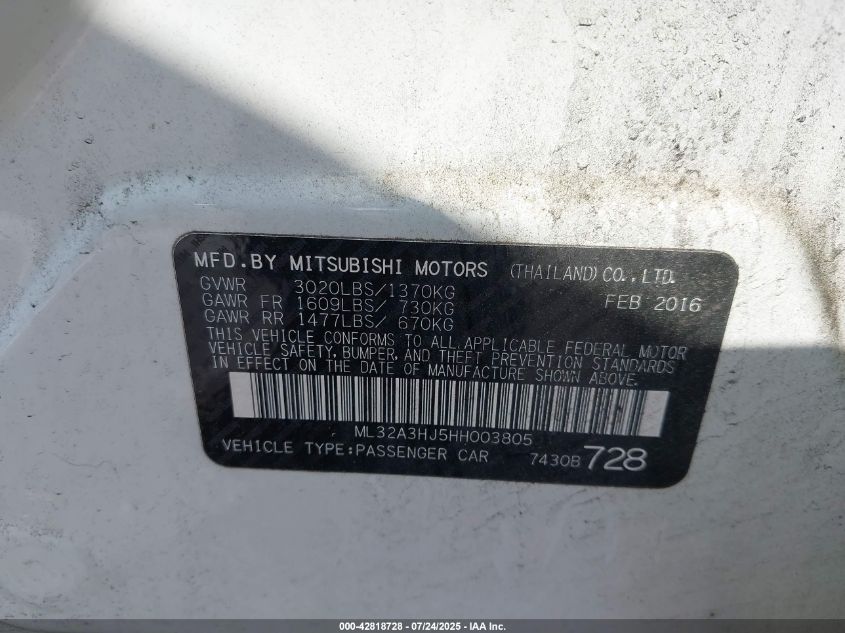 MFD.BY MITSUBISHI MOTORS (THAILAND) CO.,LTD.
GVWR 3020LBS/1370KG FEB 2016
GAWR FR 1609LBS/ 730KG
GAWR RR 1477LBS/ 670KG
THIS VEHICLE CONFORMS TO ALL APPLICABLE FEDERAL MOTOR
VEHICLE SAFETY, BUMPER, AND THEFT PREVENTION STANDARDS
IN EFFECT ON THE DATE OF MANUFACTURE SHOWN ABOVE.
ML32A3HJ5HH003805
VEHICLE TYPE:PASSENGER CAR 7430B 728
000-42818728 - 07/24/2025 - IAA Inc.